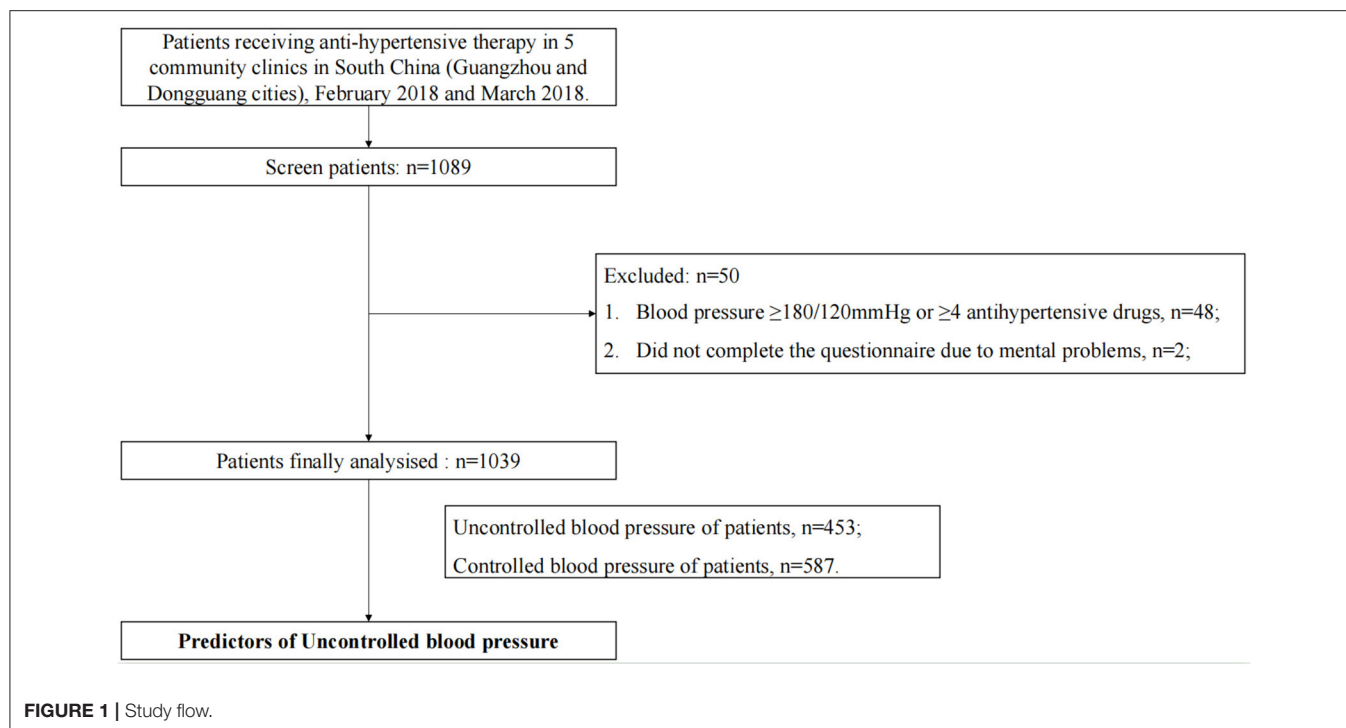 Patients receiving anti-hypertensive therapy in 5
community clinics in South China (Guangzhou and
Dongguang cities), February 2018 and March 2018.
Screen patients: n=1089
Excluded: n=50
1. Blood pressure ≥180/120mmHg or ≥4 antihypertensive drugs, n=48;
2. Did not complete the questionnaire due to mental problems, n=2;
Patients finally analysised : n=1039
Uncontrolled blood pressure of patients, n=453;
Controlled blood pressure of patients, n=587.
Predictors of Uncontrolled blood pressure
FIGURE 1 | Study flow.